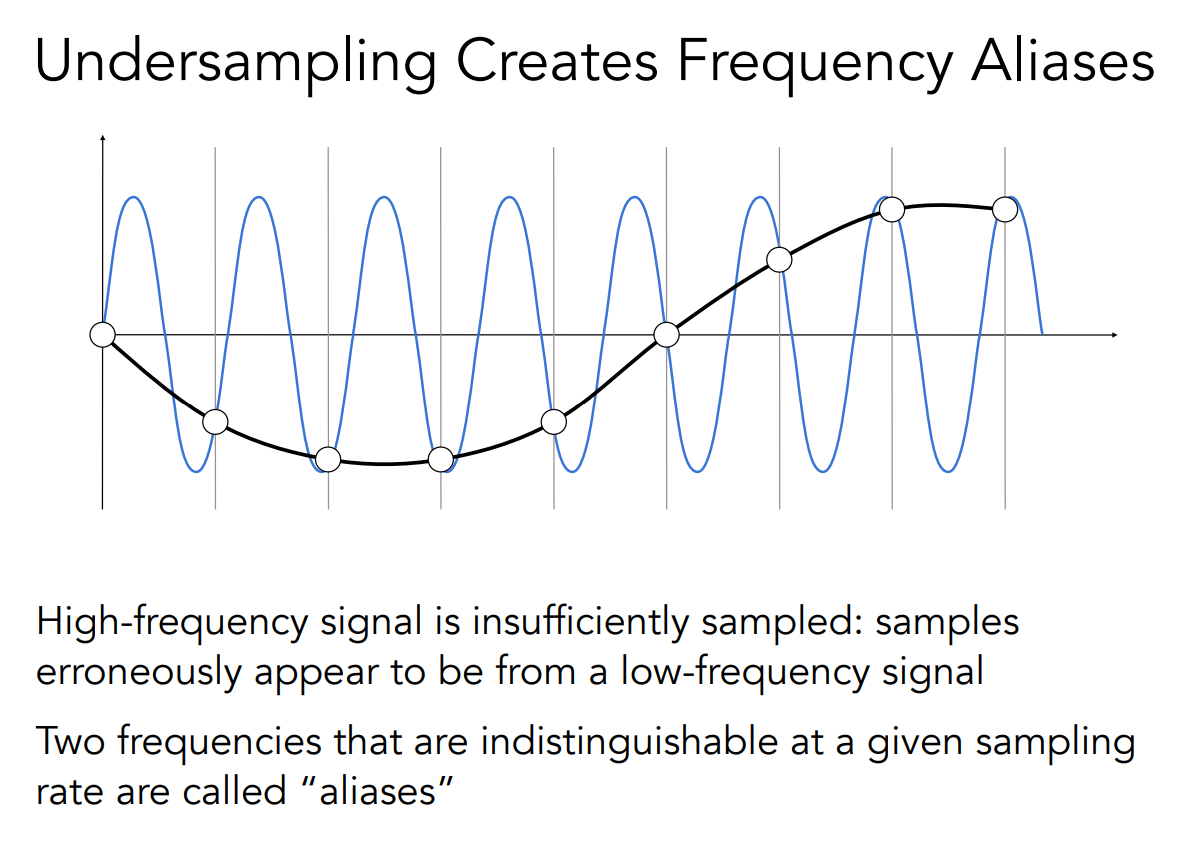 Undersampling Creates Frequency Aliases
High-frequency signal is insufficiently sampled: samples
erroneously appear to be from a low-frequency signal
Two frequencies that are indistinguishable at a given sampling
rate are called “aliases”